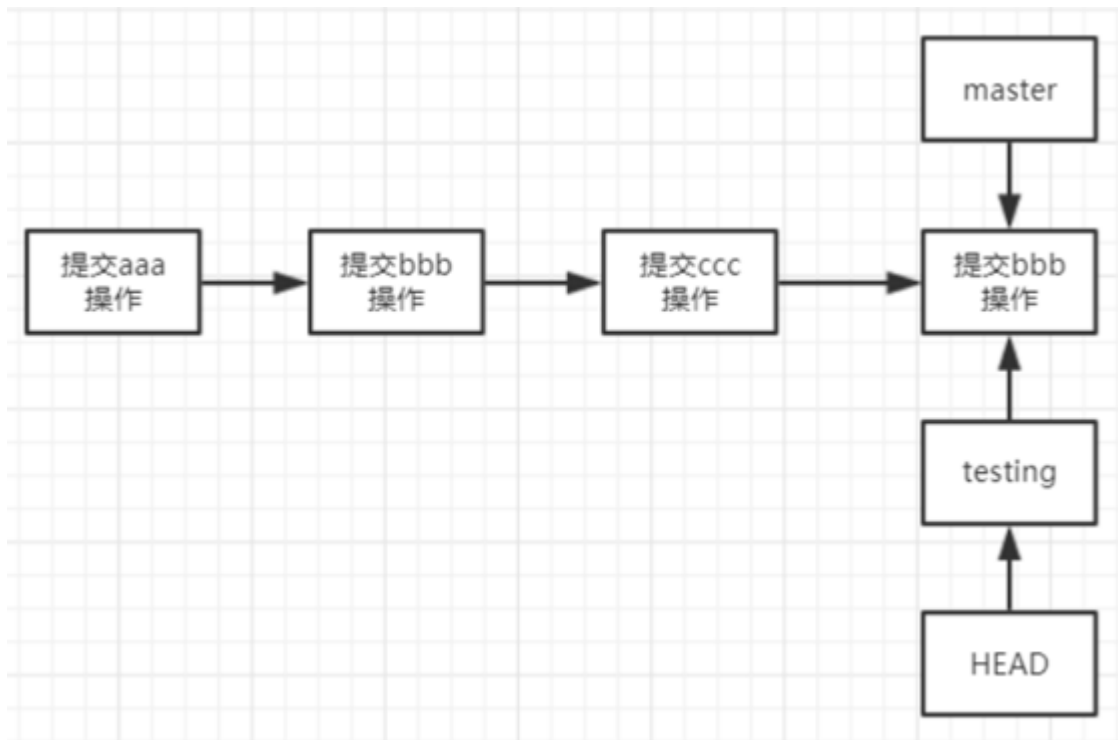 master
提交aaa
操作
提交bbb
操作
提交ccc
操作
提交bbb
操作
testing
HEAD